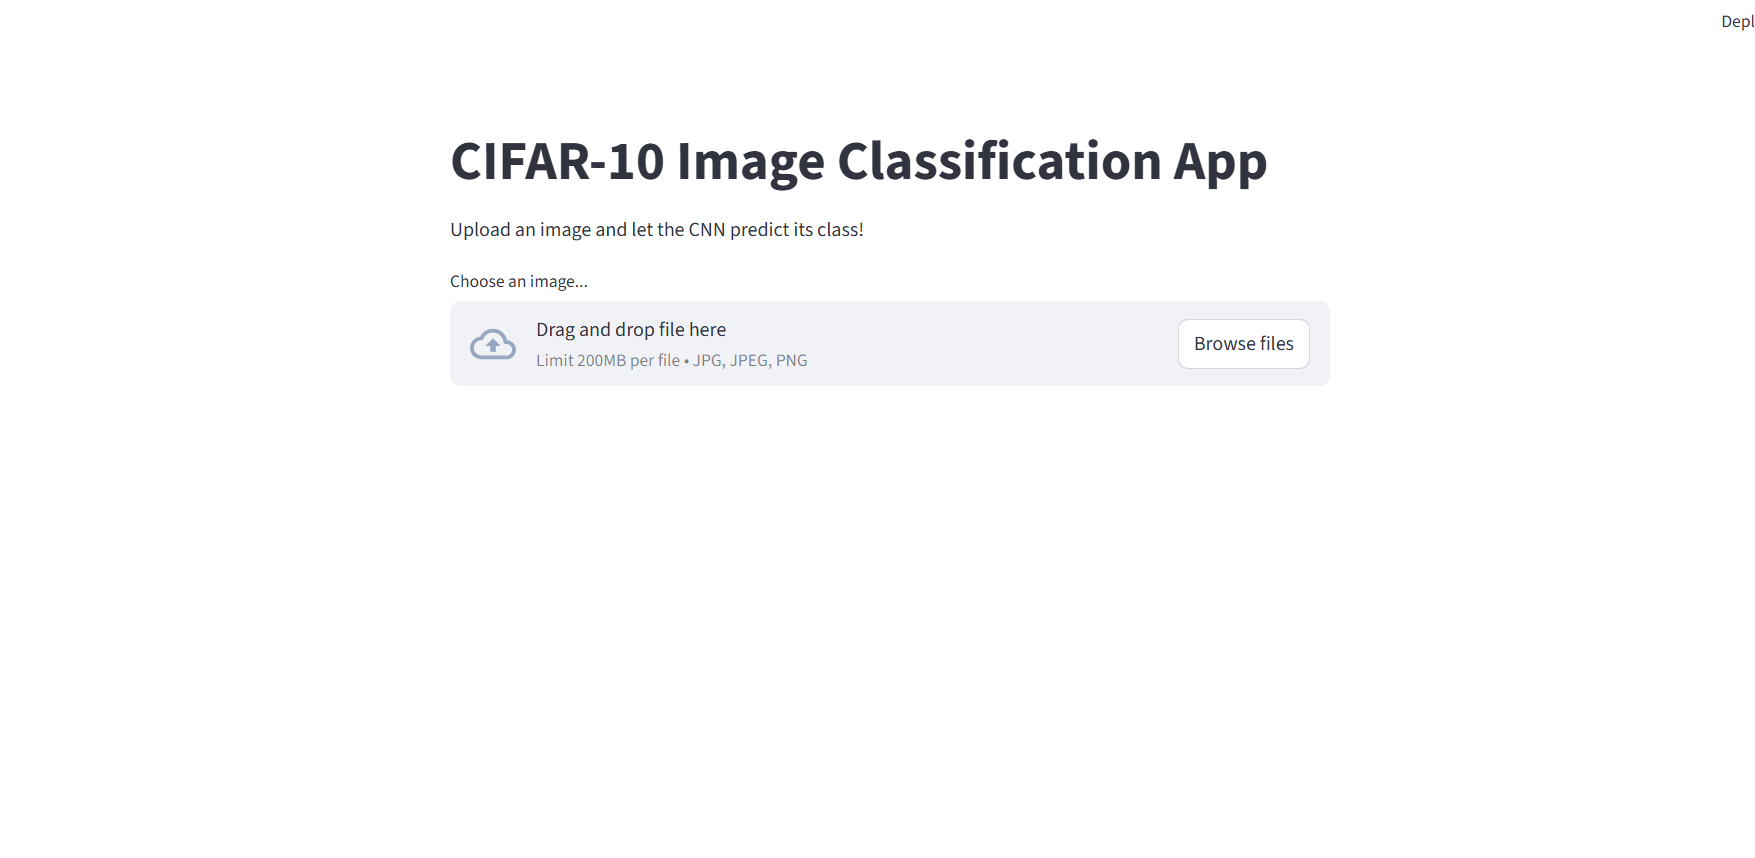 Depl
CIFAR-10 Image Classification App
Upload an image and let the CNN predict its class!
Choose an image...
Drag and drop file here
Limit 200MB per file • JPG, JPEG, PNG
Browse files